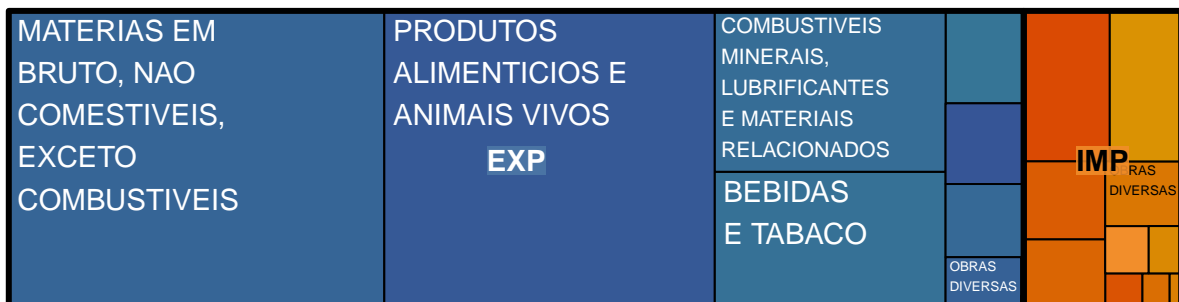 MATERIAS EM
BRUTO, NAO
COMESTIVEIS,
EXCETO
COMBUSTIVEIS
PRODUTOS
ALIMENTICIOS E
ANIMAIS VIVOS
EXP
COMBUSTIVEIS
MINERAIS,
LUBRIFICANTES
E MATERIAIS
RELACIONADOS
BEBIDAS
E TABACO
OBRAS
DIVERSAS
IMP
DIVERSAS